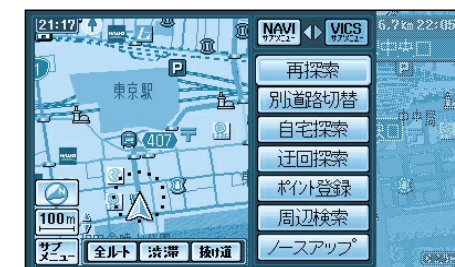 21:17
NAVI
サブメニュー
VICS
サブメニュー
6.7km 22:05
再探索
別道路切替
自宅探索
迂回探索
ポイント登録
周辺検索
ノースアップ
東京駅
P
P
407
中央局
100m
サブメニュー
全ルート
渋滞
抜け道